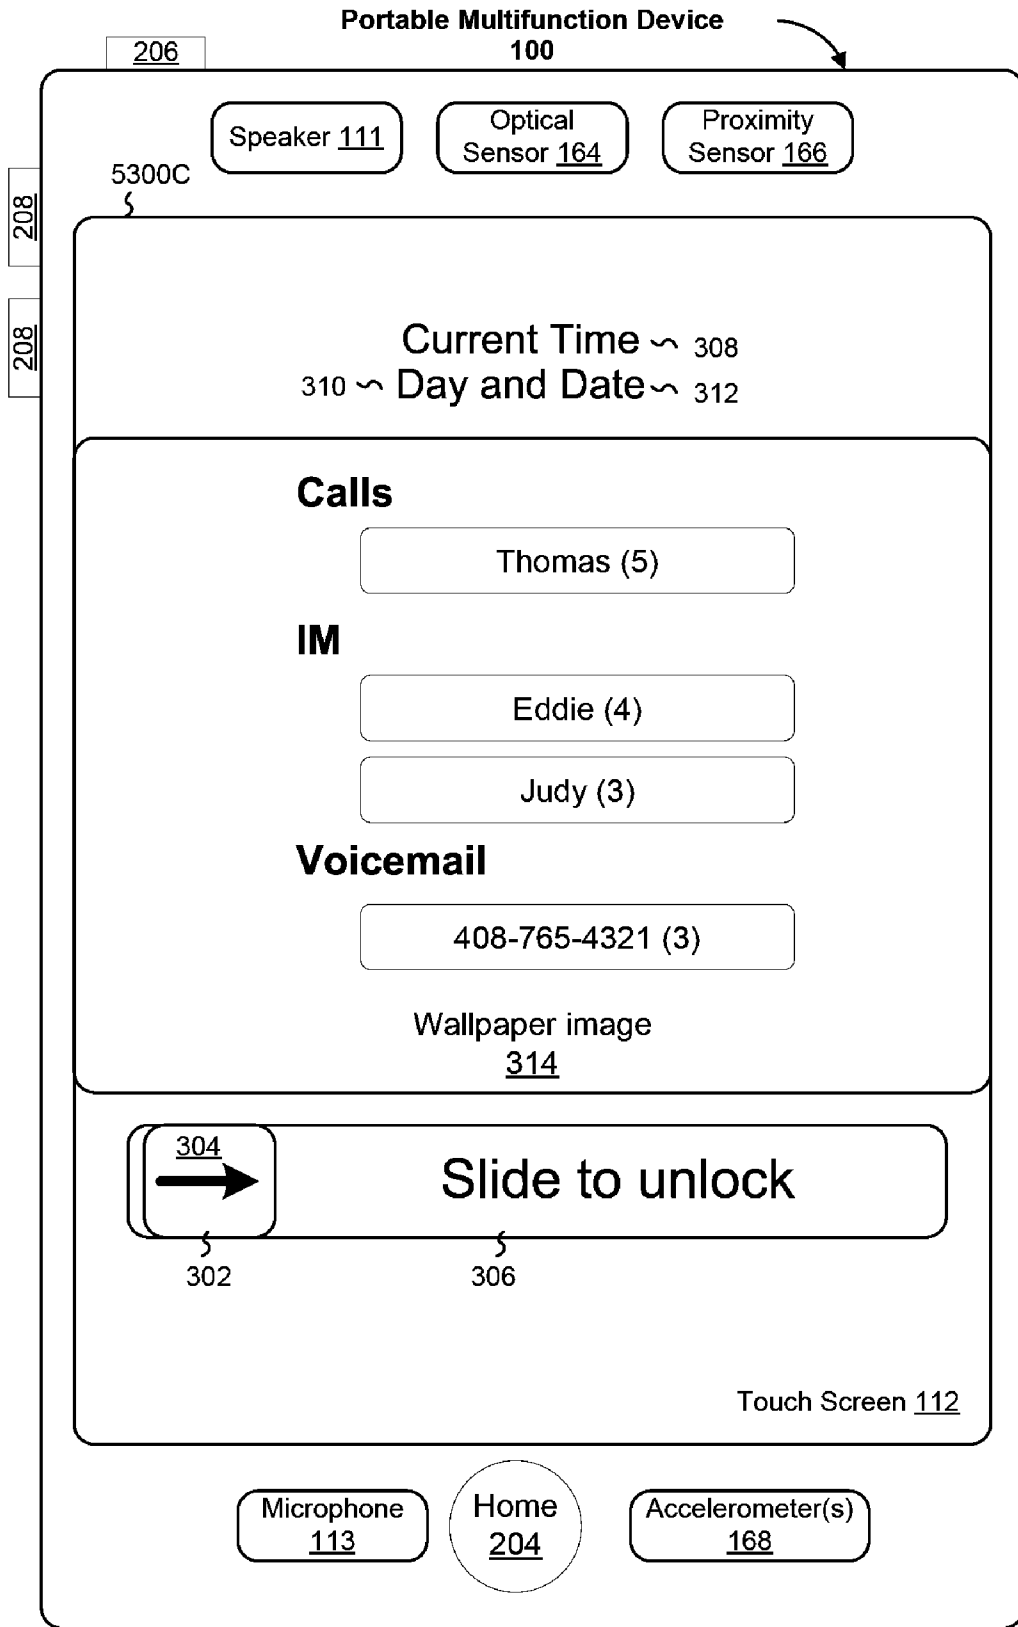 Portable Multifunction Device
100
206
Speaker 111
Optical
Sensor 164
Proximity
Sensor 166
5300C
208
208
Current Time 308
310 Day and Date 312
Calls
Thomas (5)
IM
Eddie (4)
Judy (3)
Voicemail
408-765-4321 (3)
Wallpaper image
314
304
Slide to unlock
302
306
Touch Screen 112
Microphone
113
Home
204
Accelerometer(s)
168